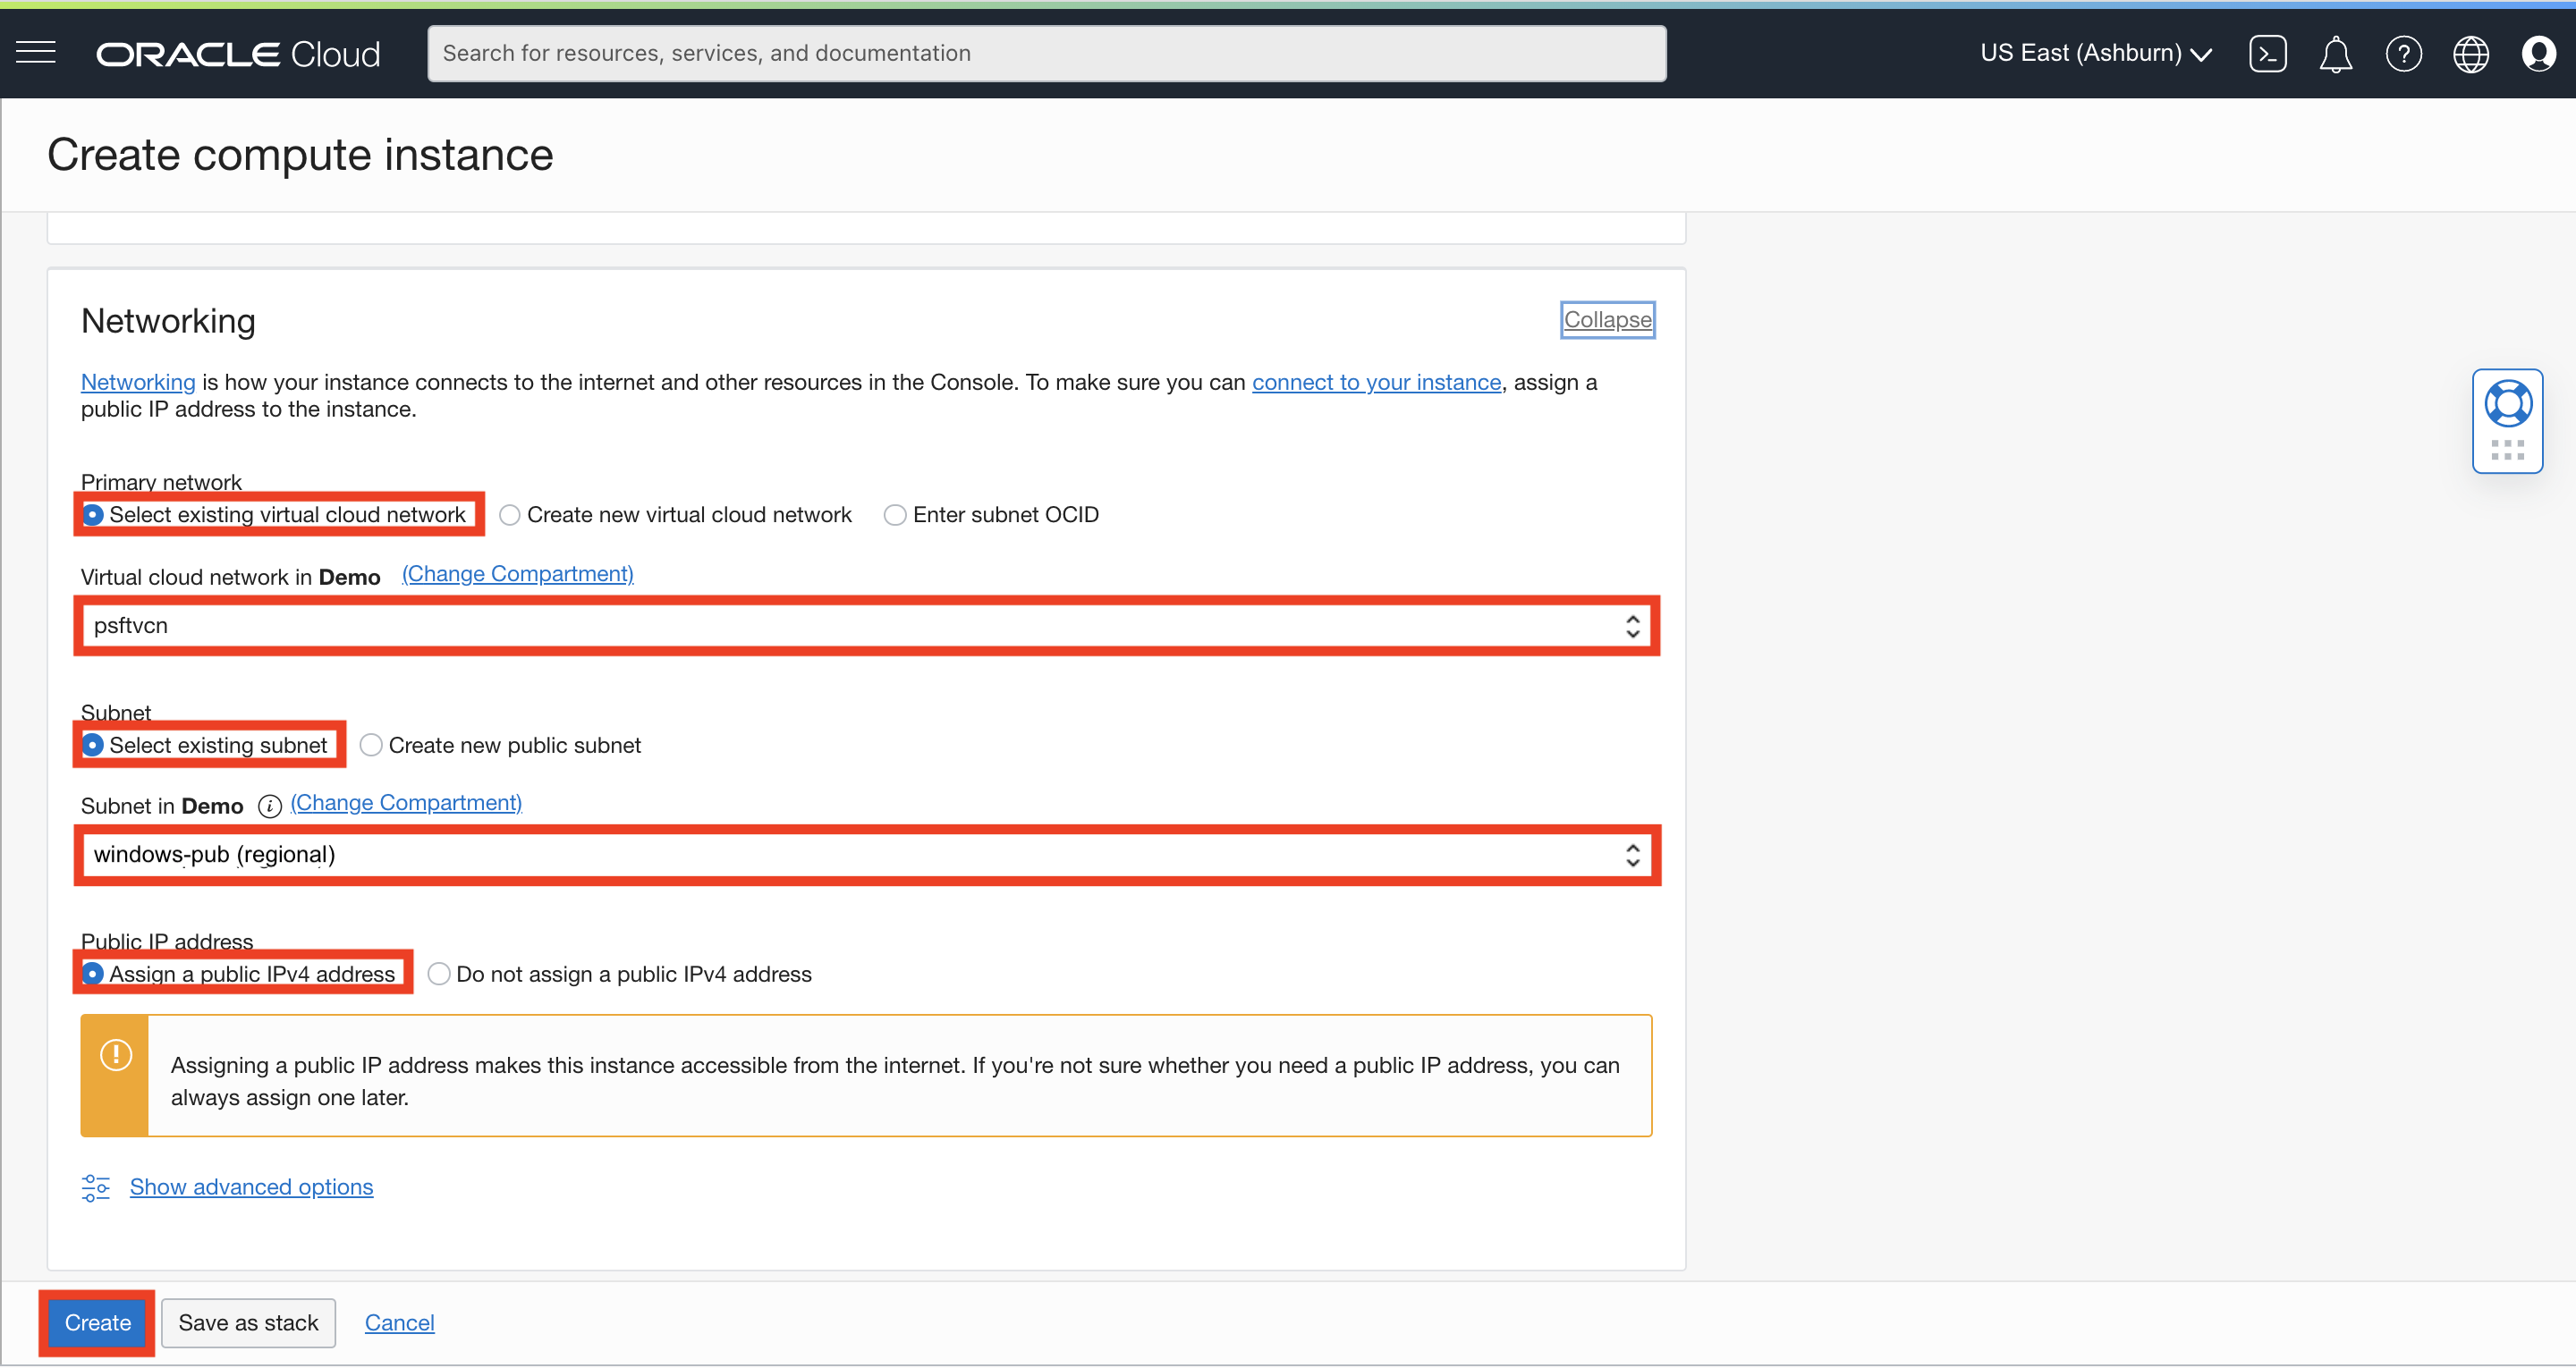 ORACLE Cloud
Search for resources, services, and documentation
US East (Ashburn)
Create compute instance
Networking
Collapse
Networking is how your instance connects to the internet and other resources in the Console. To make sure you can connect to your instance, assign a
public IP address to the instance.
Primary network
Select existing virtual cloud network
Create new virtual cloud network
Enter subnet OCID
Virtual cloud network in Demo (Change Compartment)
psftvcn
Subnet
Select existing subnet
Create new public subnet
Subnet in Demo (Change Compartment)
windows-pub (regional)
Public IP address
Assign a public IPv4 address
Do not assign a public IPv4 address
Assigning a public IP address makes this instance accessible from the internet. If you're not sure whether you need a public IP address, you can
always assign one later.
Show advanced options
Create
Save as stack
Cancel